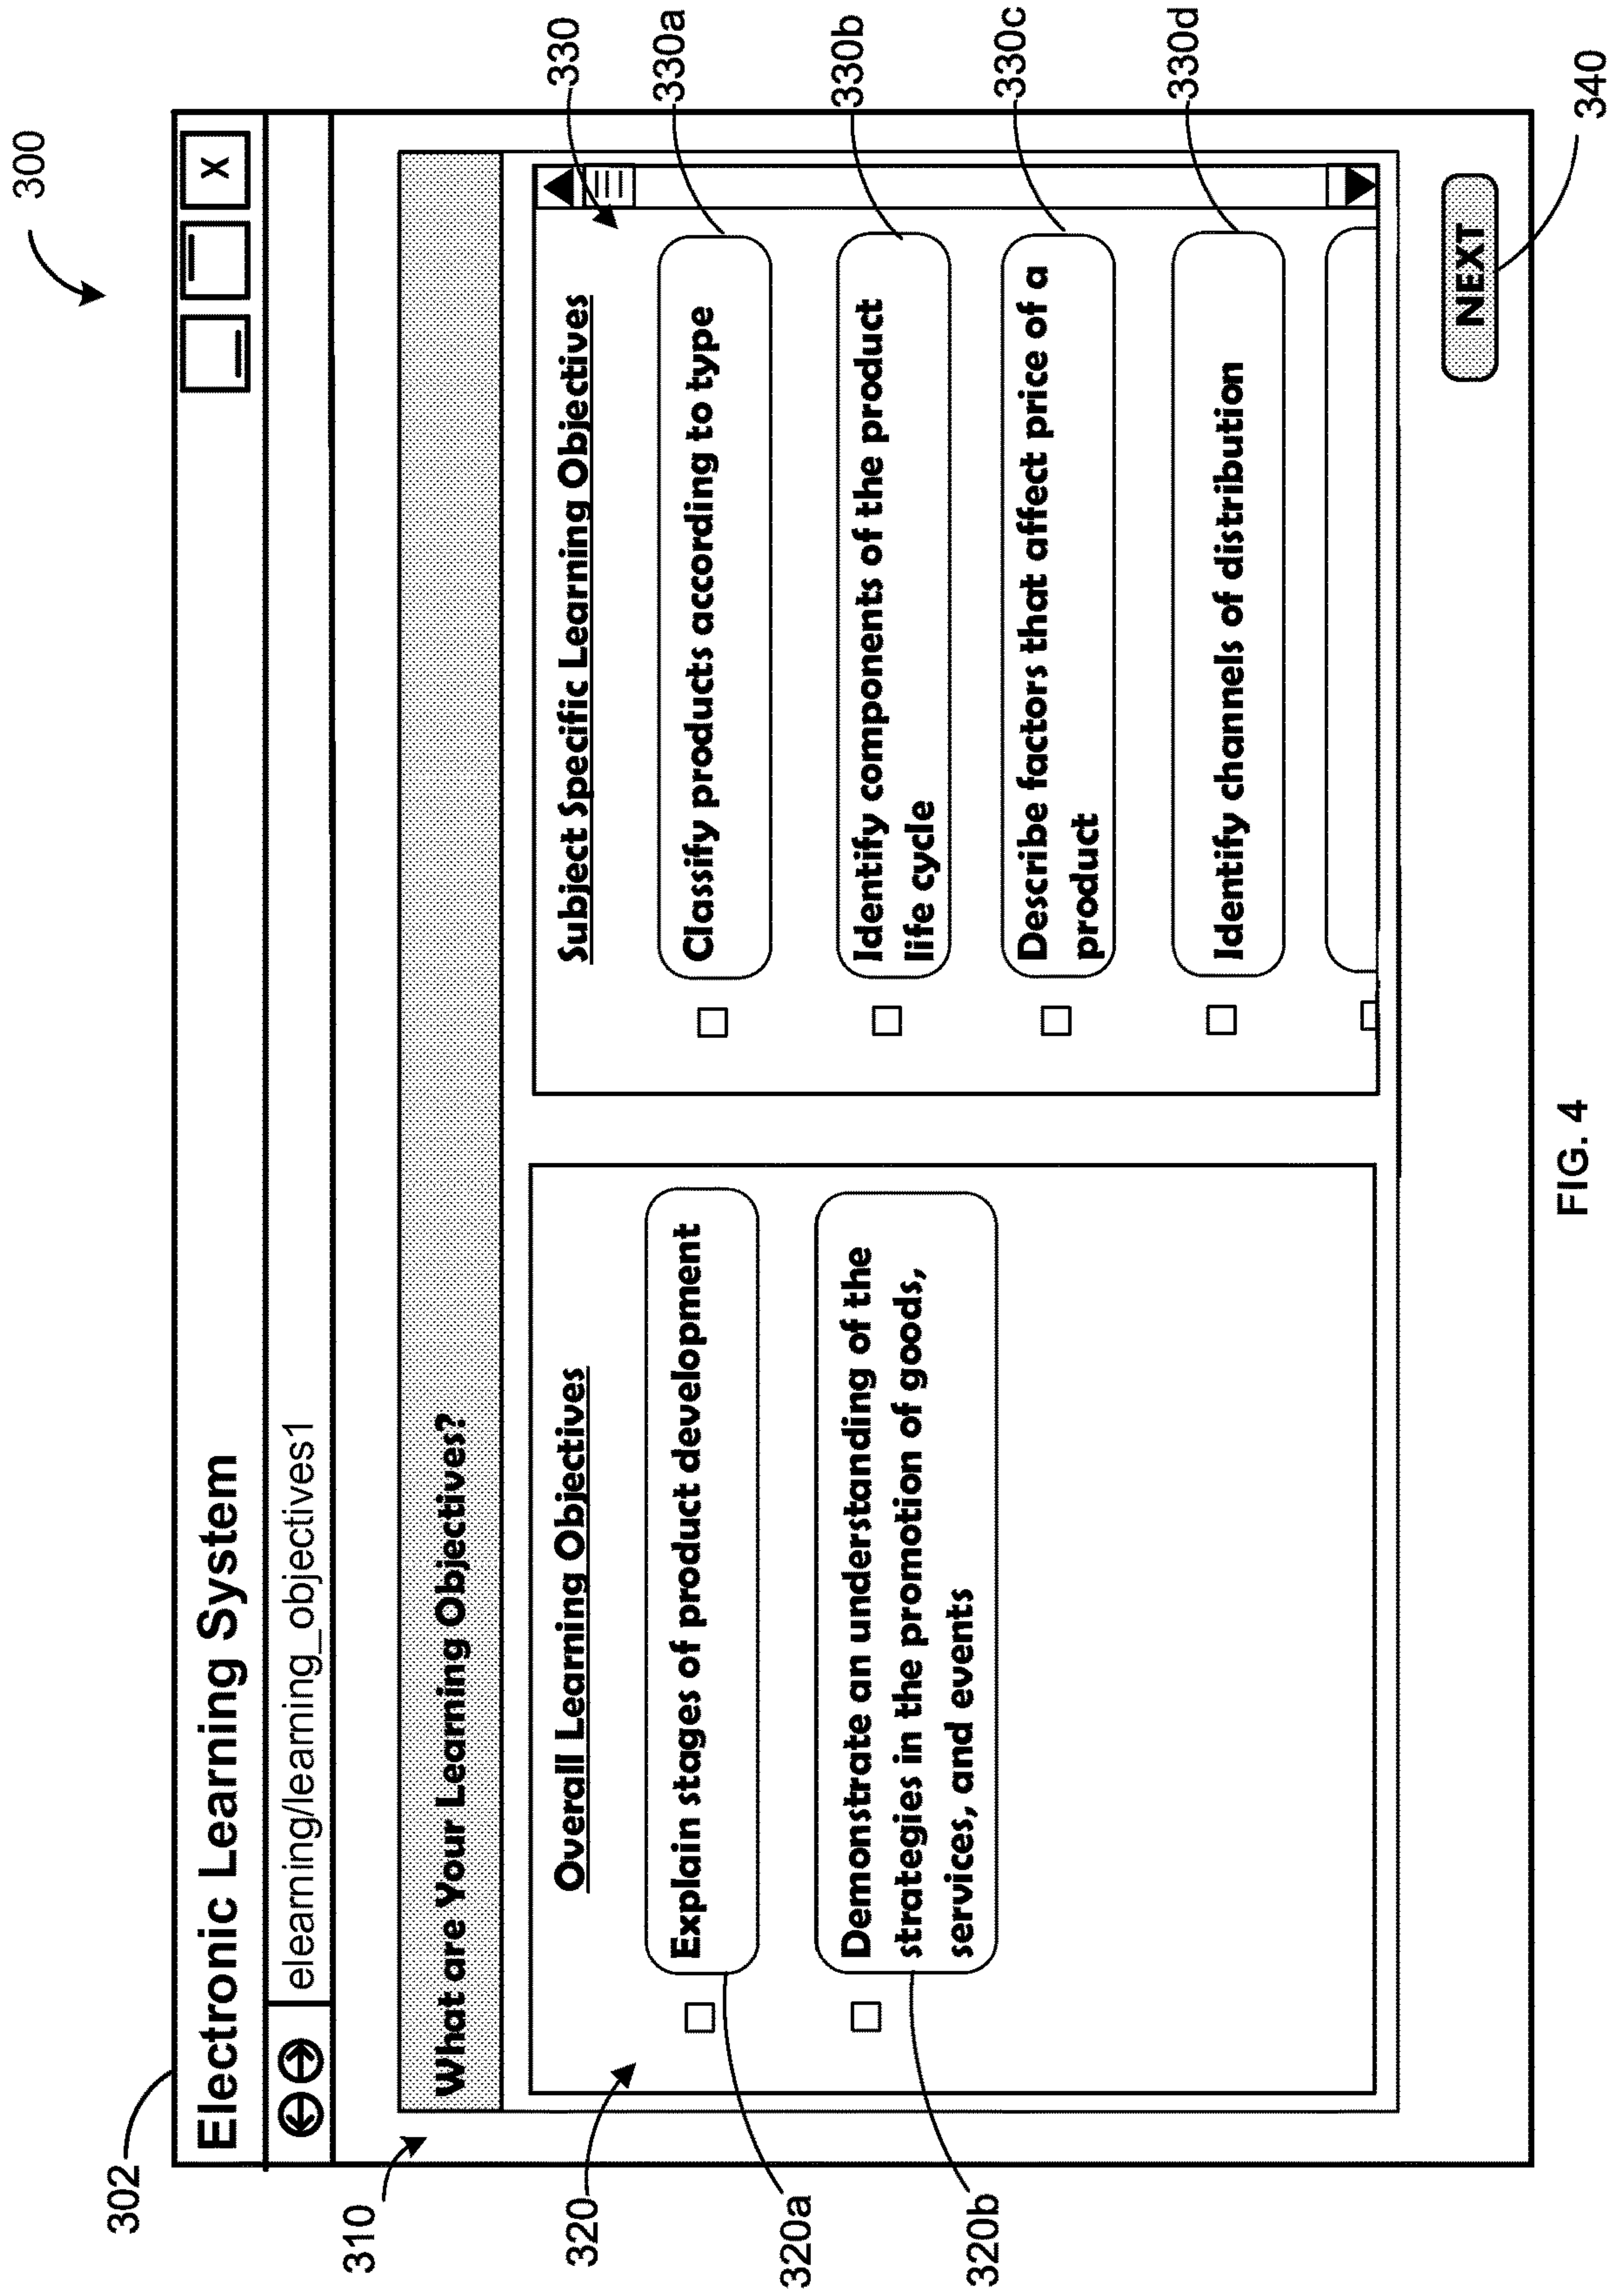 300
302
Electronic Learning System
X
elearning/learning_objectives1
310
What are Your Learning Objectives?
320
Overall Learning Objectives
320a
Explain stages of product development
320b
Demonstrate an understanding of the
strategies in the promotion of goods,
services, and events
330
Subject Specific Learning Objectives
330a
Classify products according to type
330b
Identify components of the product
life cycle
330c
Describe factors that affect price of a
product
330d
Identify channels of distribution
NEXT
340
FIG. 4